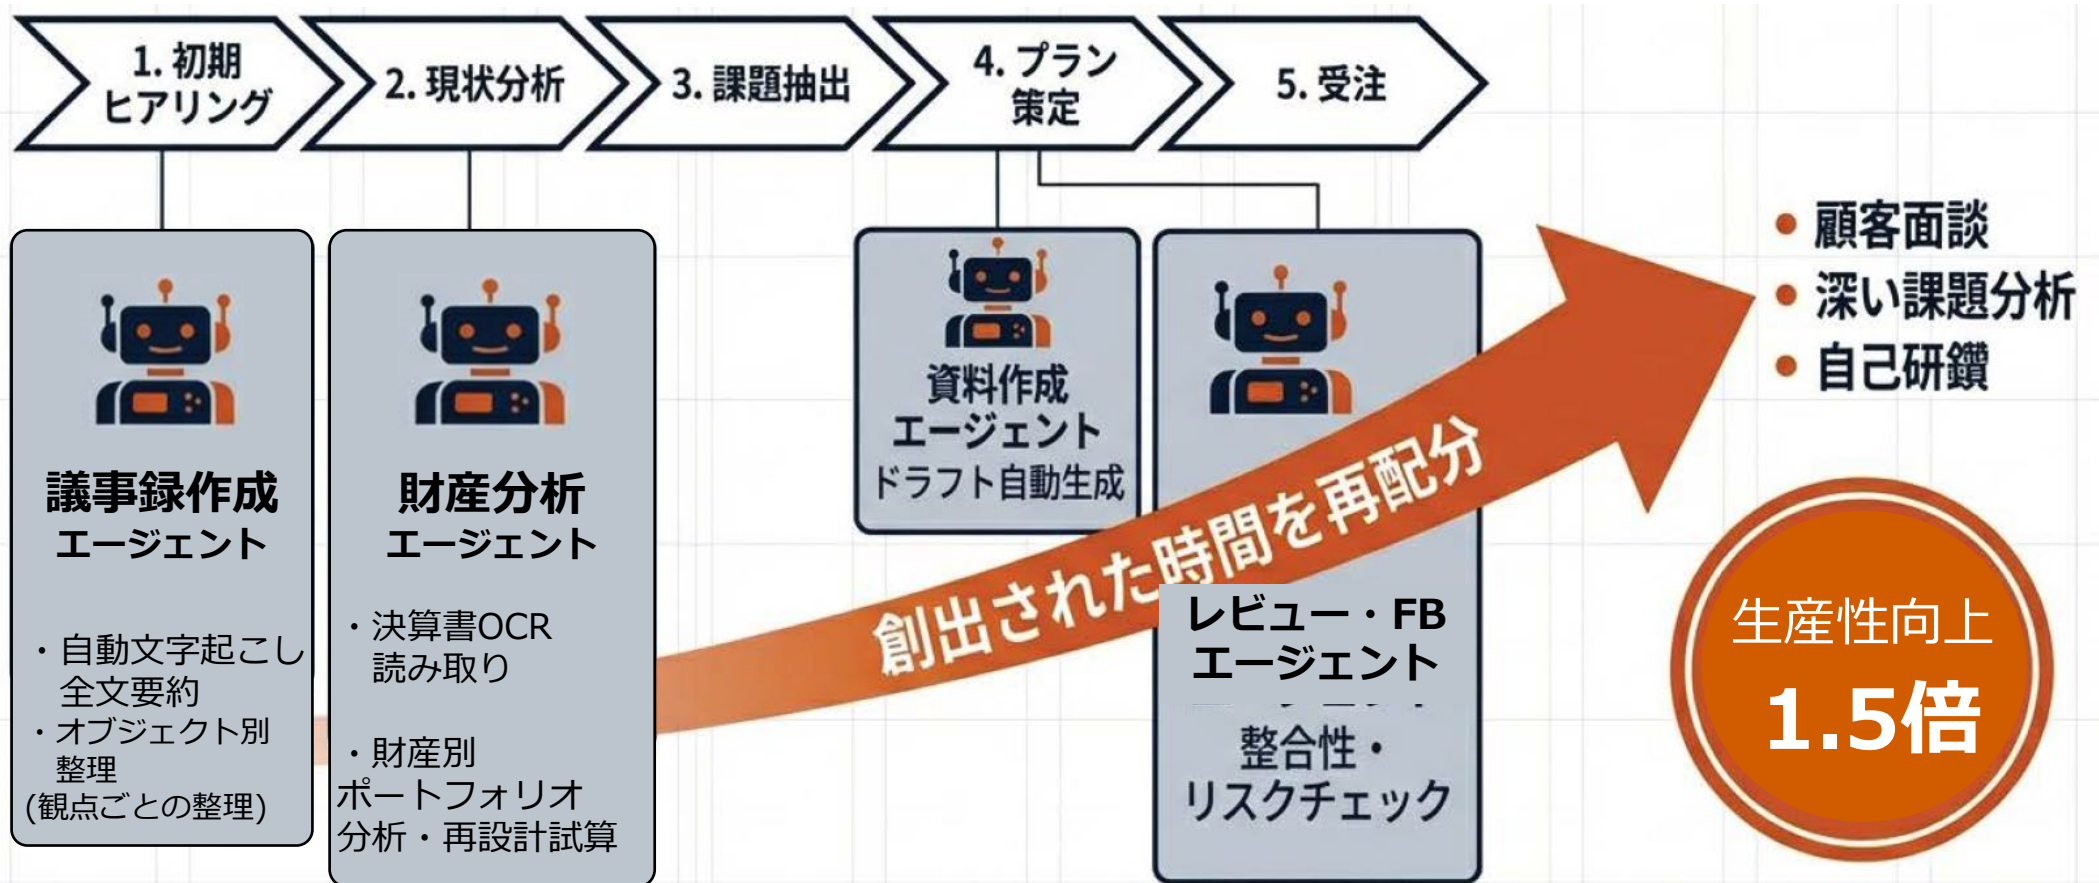 1. 初期
ヒアリング
2. 現状分析
3. 課題抽出
4. プラン
策定
5. 受注
議事録作成
エージェント
・自動文字起こし
全文要約
・オブジェクト別
整理
(観点ごとの整理)
財産分析
エージェント
・決算書OCR
読み取り
・財産別
ポートフォリオ
分析・再設計試算
資料作成
エージェント
ドラフト自動生成
レビュー・FB
エージェント
整合性・
リスクチェック
創出された時間を再配分
• 顧客面談
• 深い課題分析
• 自己研鑽
生産性向上
1.5倍